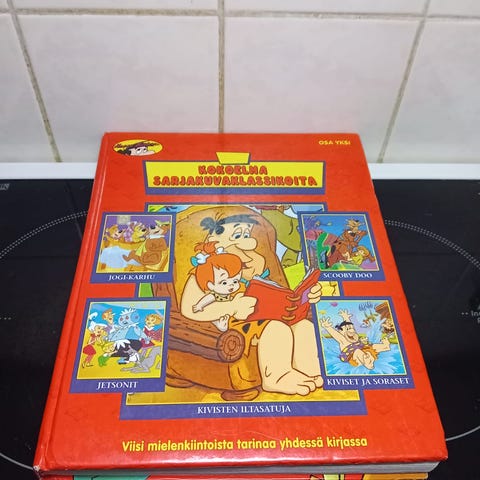 OSA YKSI
KOKOELMA
SARJAKUVAKLASSIKOITA
JOGI-KARHU
SCOOBY DOO
JETSONIT
KIVISET JA SORASET
KIVISTEN ILTASATUJA
Viisi mielenkiintoista tarinaa yhdessä kirjassa